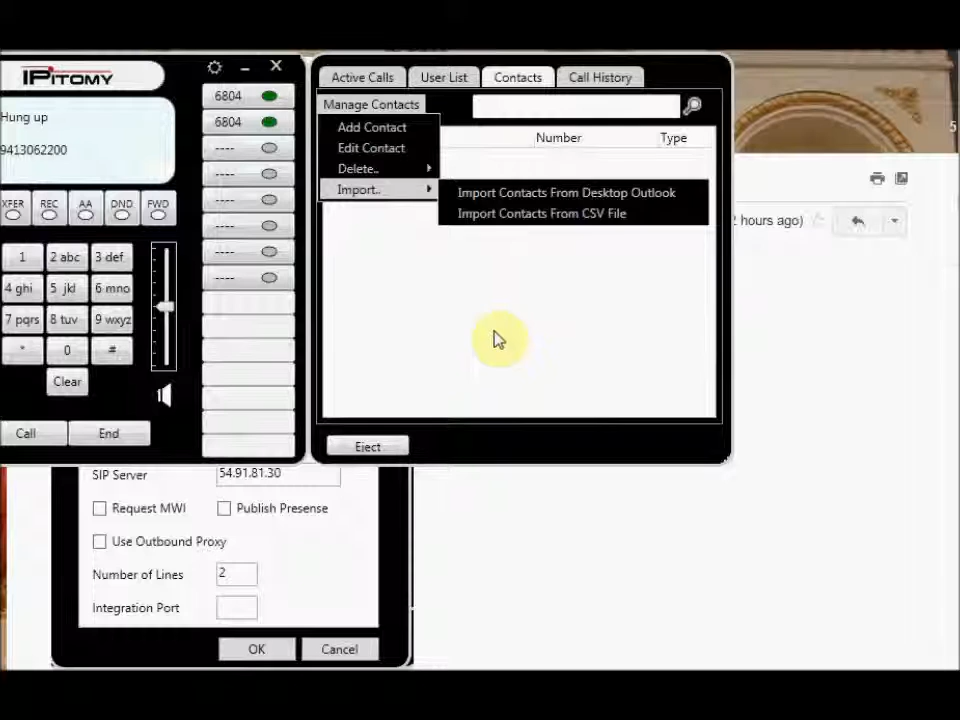 IPITOMY
Hung up
9413062200
XFER REC AA DND FWD
1 2 abc 3 def
4 ghi 5 jkl 6 mno
7 pqrs 8 tuv 9 wxyz
* 0 #
Clear
Call End
6804
6804
----
----
----
----
----
----
Active Calls User List Contacts Call History
Manage Contacts
Number Type
Add Contact
Edit Contact
Delete..
Import..
Import Contacts From Desktop Outlook
Import Contacts From CSV File
Eject
5
2 hours ago)
SIP Server 54.91.81.30
Request MWI Publish Presense
Use Outbound Proxy
Number of Lines 2
Integration Port
OK Cancel